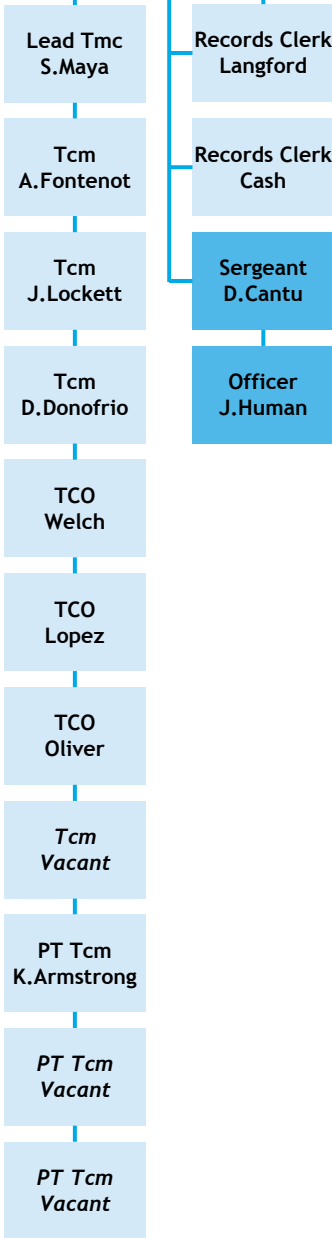 Lead Tmc
S.Maya
Tcm
A.Fontenot
Tcm
J.Lockett
Tcm
D.Donofrio
TCO
Welch
TCO
Lopez
TCO
Oliver
Tcm
Vacant
PT Tcm
K.Armstrong
PT Tcm
Vacant
PT Tcm
Vacant
Records Clerk
Langford
Records Clerk
Cash
Sergeant
D.Cantu
Officer
J.Human